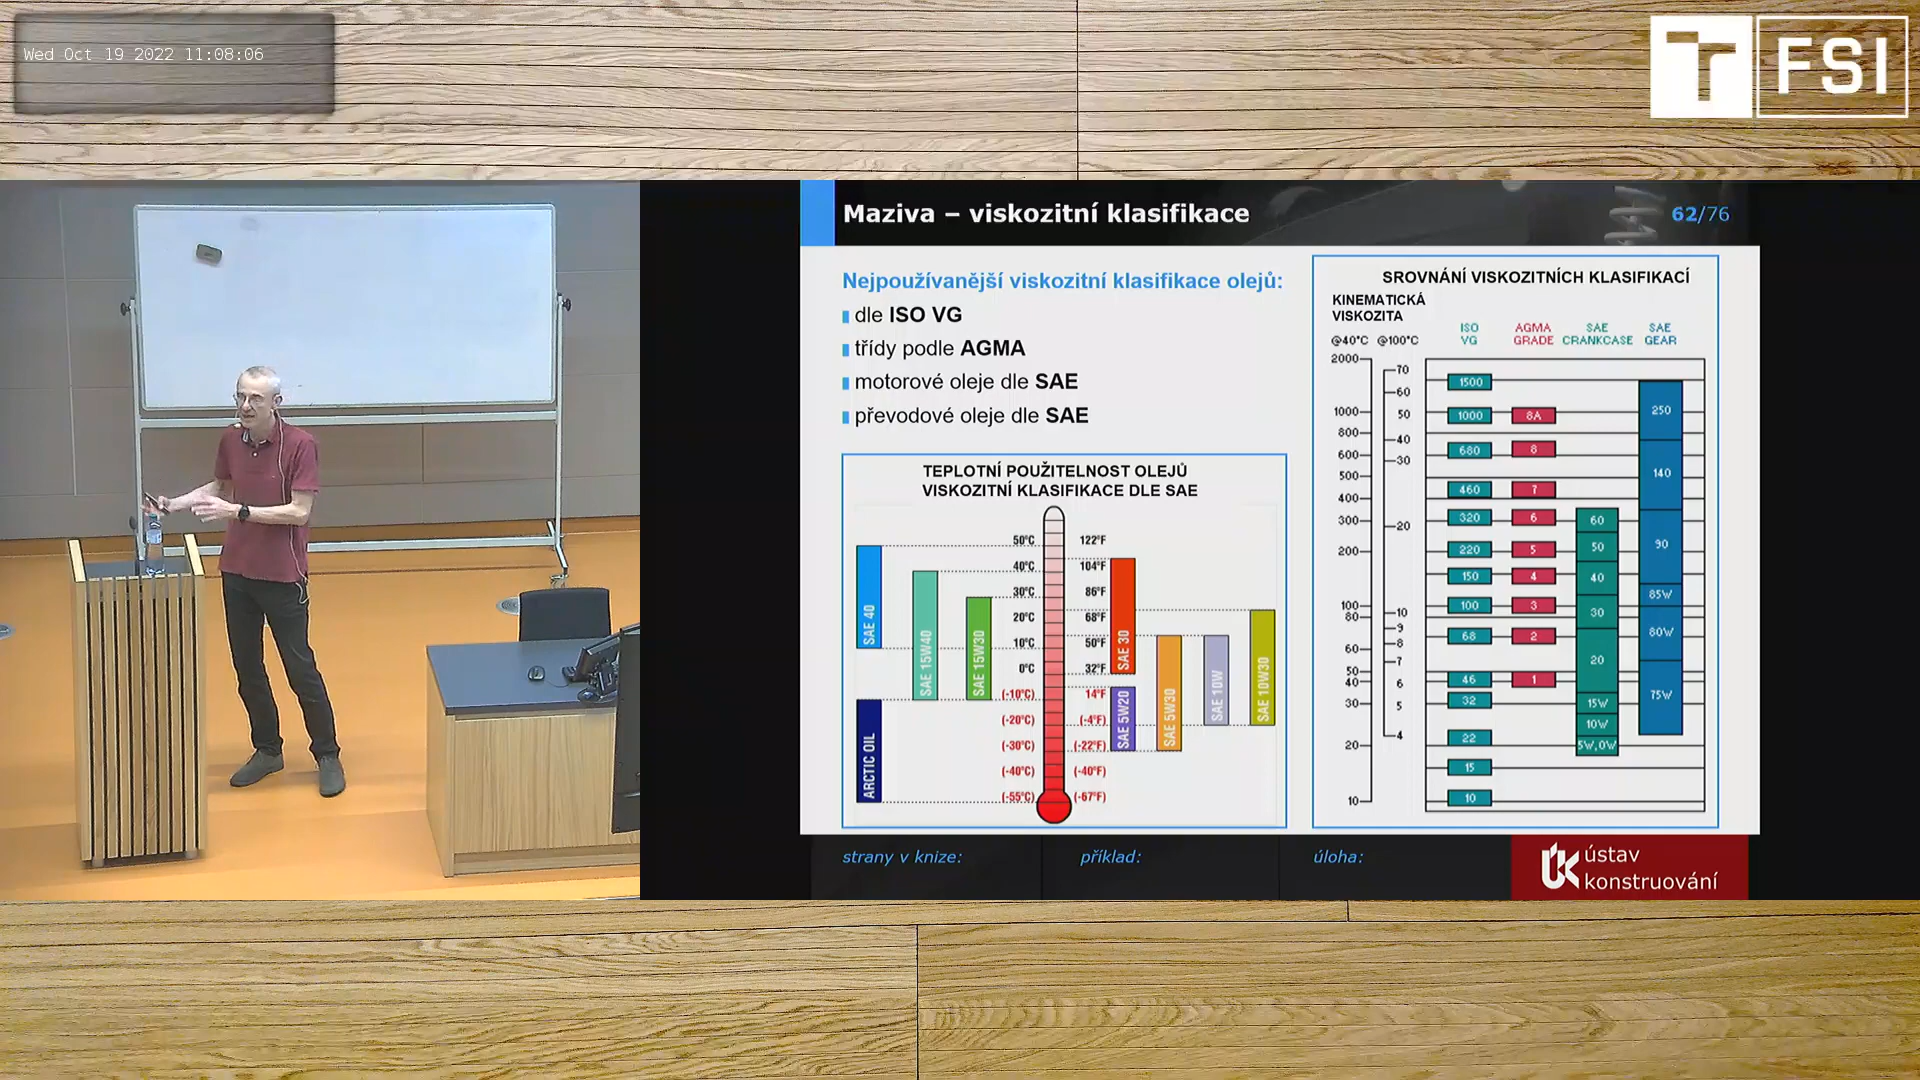 Wed Oct 19 2022 11:08:06
T FSI
Maziva – viskozitní klasifikace
62/76
Nejpoužívanější viskozitní klasifikace olejů:
dle ISO VG
třídy podle AGMA
motorové oleje dle SAE
převodové oleje dle SAE
TEPLOTNÍ POUŽITELNOST OLEJŮ
VISKOZITNÍ KLASIFIKACE DLE SAE
50°C 122°F
40°C 104°F
30°C 86°F
20°C 68°F
10°C 50°F
0°C 32°F
(-10°C) 14°F
(-20°C) (-4°F)
(-30°C) (-22°F)
(-40°C) (-40°F)
(-55°C) (-67°F)
SAE 40
ARCTIC OIL
SAE 15W40
SAE 15W30
SAE 30
SAE 5W20
SAE 5W30
SAE 10W
SAE 10W30
SROVNÁNÍ VISKOZITNÍCH KLASIFIKACÍ
KINEMATICKÁ
VISKOZITA
@40°C @100°C
ISO
VG
AGMA
GRADE
SAE
CRANKCASE
SAE
GEAR
2000
1000
800
600
500
400
300
200
100
80
60
50
40
30
20
10
70
60
50
40
30
20
10
9
8
7
6
5
4
1500
1000
680
460
320
220
150
100
68
46
32
22
15
10
8A
8
7
6
5
4
3
2
1
60
50
40
30
20
15W
10W
5W,0W
250
140
90
85W
80W
75W
strany v knize:
příklad:
úloha:
ÚK ústav
konstruování